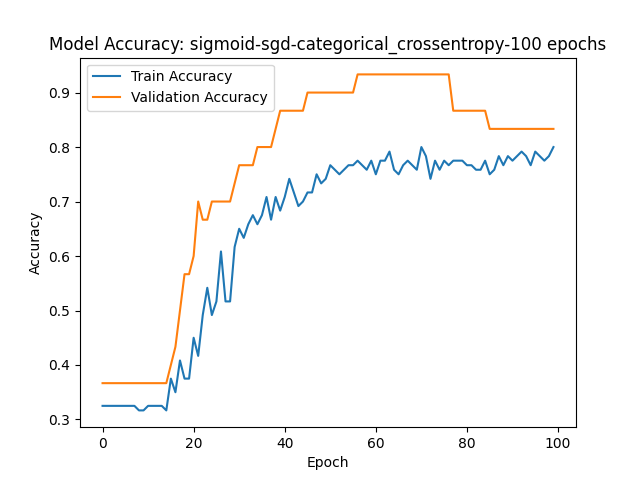 Model Accuracy: sigmoid-sgd-categorical_crossentropy-100 epochs
Train Accuracy
Validation Accuracy
0.9
0.8
0.7
0.6
0.5
0.4
0.3
Accuracy
0 20 40 60 80 100
Epoch